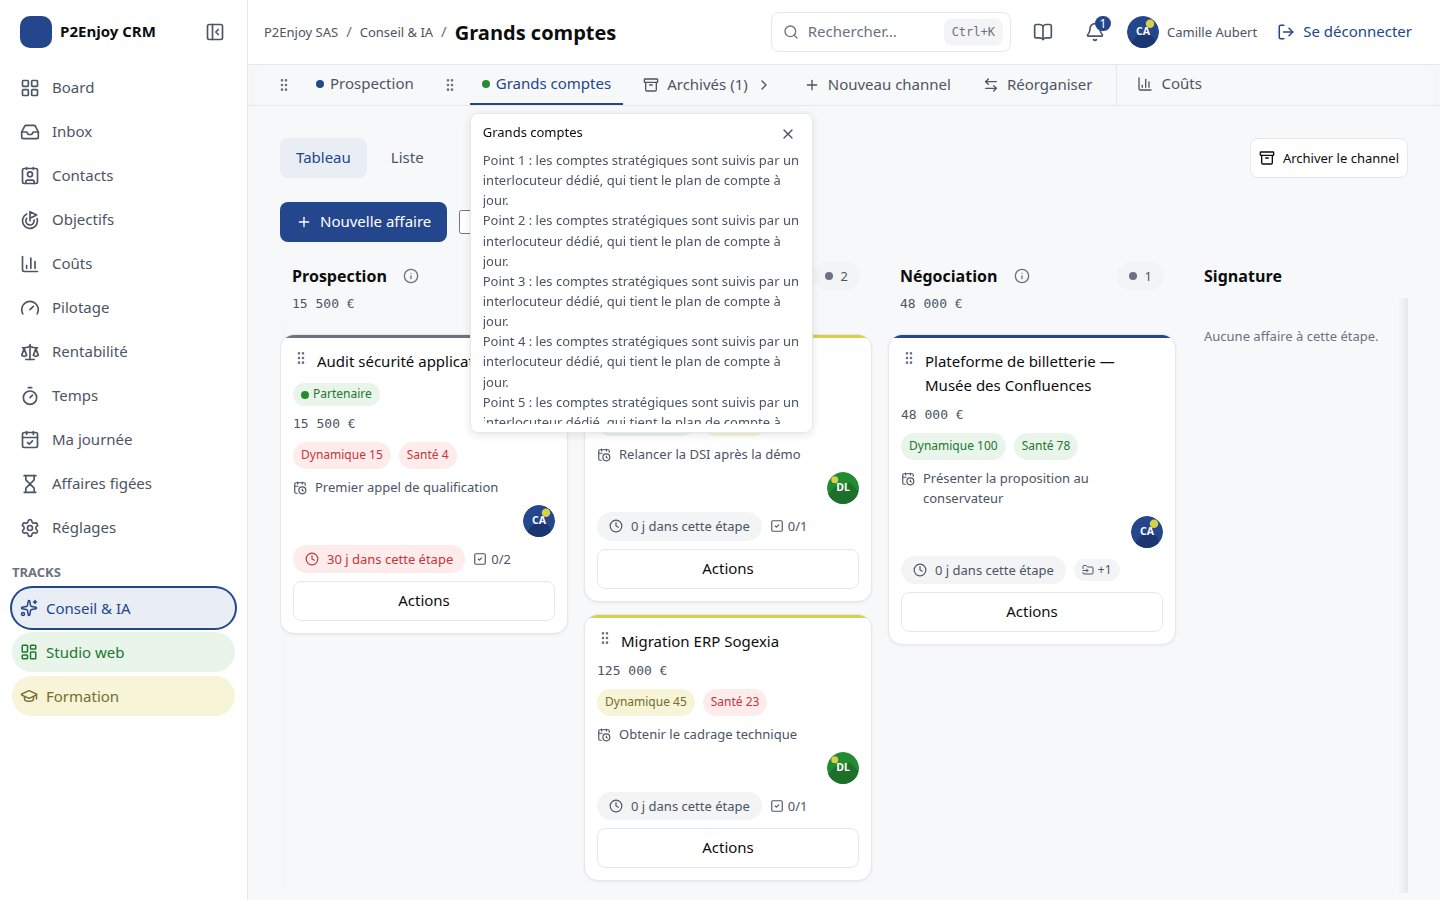 P2Enjoy CRM
Board
Inbox
Contacts
Objectifs
Coûts
Pilotage
Rentabilité
Temps
Ma journée
Affaires figées
Réglages
TRACKS
Conseil & IA
Studio web
Formation
P2Enjoy SAS / Conseil & IA / Grands comptes
Rechercher... Ctrl+K
1
CA Camille Aubert
Se déconnecter
Prospection
Grands comptes
Archivés (1)
Nouveau channel
Réorganiser
Coûts
Tableau
Liste
Archiver le channel
Nouvelle affaire
Grands comptes
Point 1 : les comptes stratégiques sont suivis par un
interlocuteur dédié, qui tient le plan de compte à
jour.
Point 2 : les comptes stratégiques sont suivis par un
interlocuteur dédié, qui tient le plan de compte à
jour.
Point 3 : les comptes stratégiques sont suivis par un
interlocuteur dédié, qui tient le plan de compte à
jour.
Point 4 : les comptes stratégiques sont suivis par un
interlocuteur dédié, qui tient le plan de compte à
jour.
Point 5 : les comptes stratégiques sont suivis par un
interlocuteur dédié, qui tient le plan de compte à
Prospection
15 500 €
Audit sécurité applicat
Partenaire
15 500 €
Dynamique 15
Santé 4
Premier appel de qualification
CA
30 j dans cette étape
0/2
Actions
2
Relancer la DSI après la démo
DL
0 j dans cette étape
0/1
Actions
Migration ERP Sogexia
125 000 €
Dynamique 45
Santé 23
Obtenir le cadrage technique
DL
0 j dans cette étape
0/1
Actions
Négociation
1
48 000 €
Plateforme de billetterie —
Musée des Confluences
48 000 €
Dynamique 100
Santé 78
Présenter la proposition au
conservateur
CA
0 j dans cette étape
+1
Actions
Signature
Aucune affaire à cette étape.